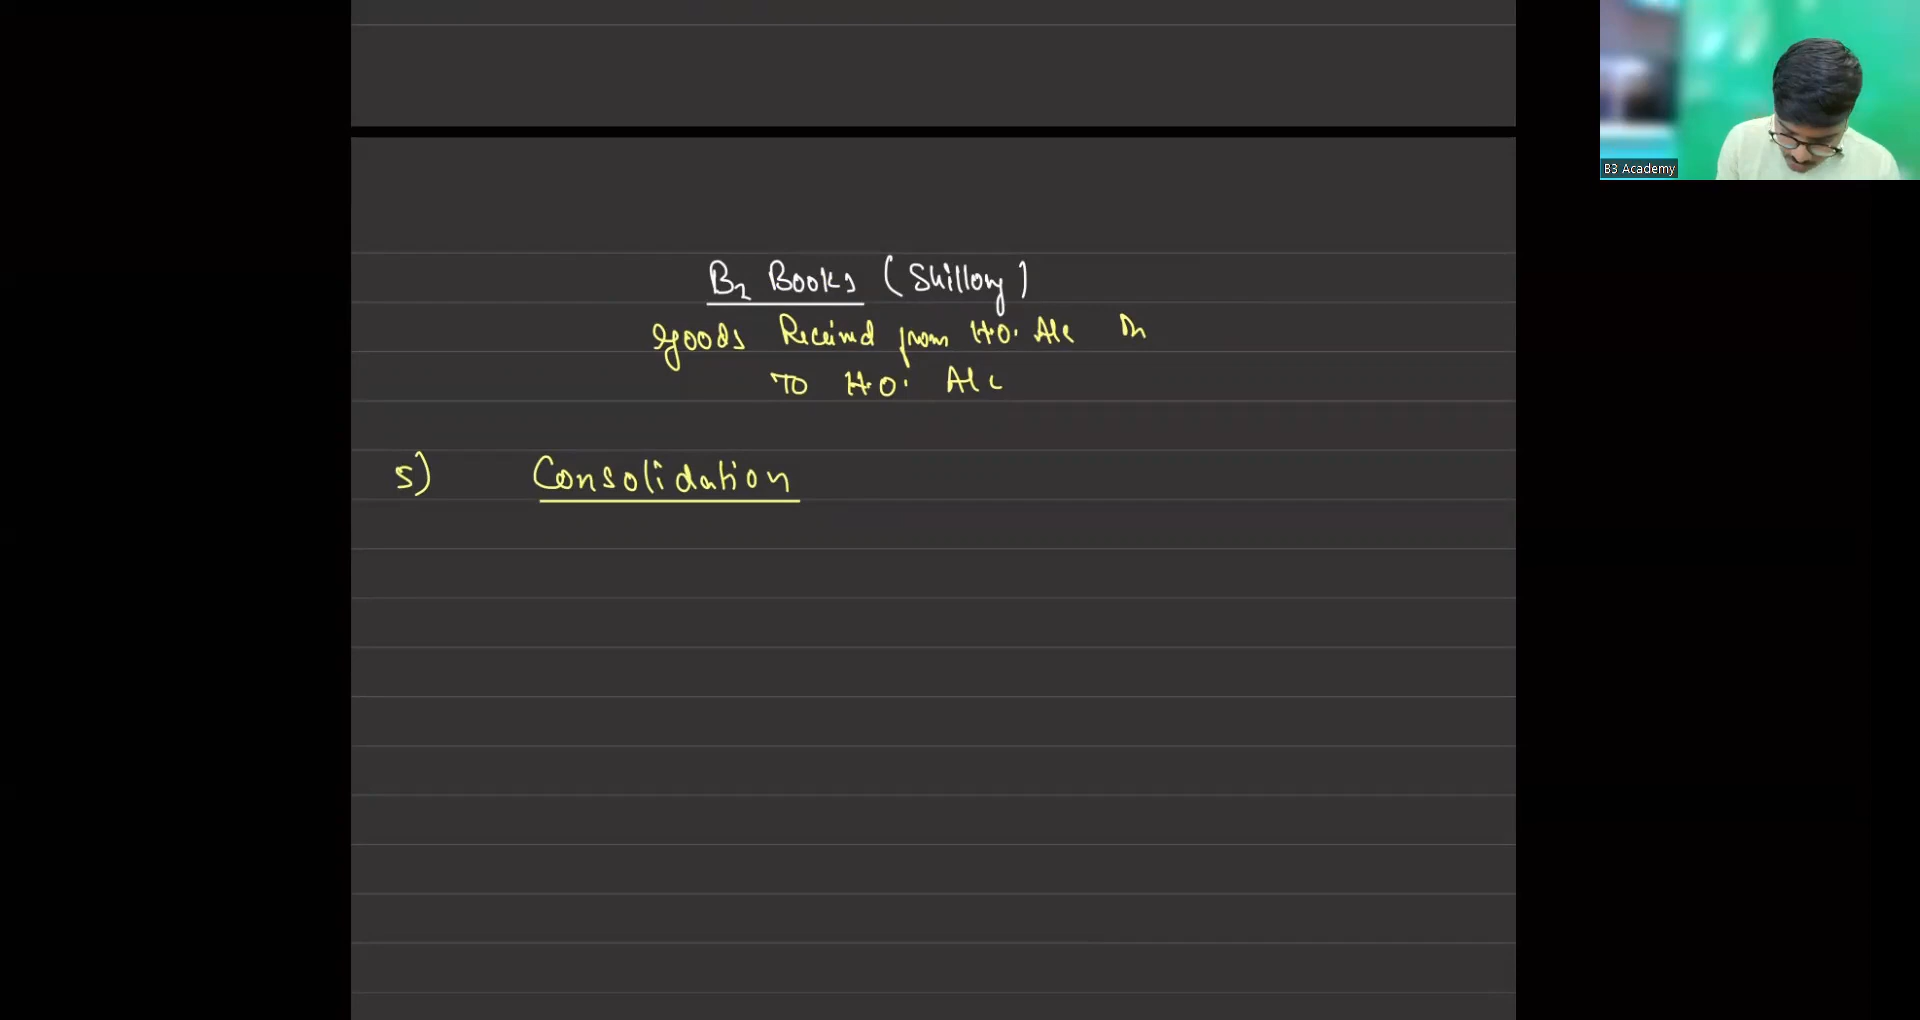 B3 Academy
B2 Books (Shillong)
Goods Received from H.O. A/c Dr
To H.O. A/c
5) Consolidation